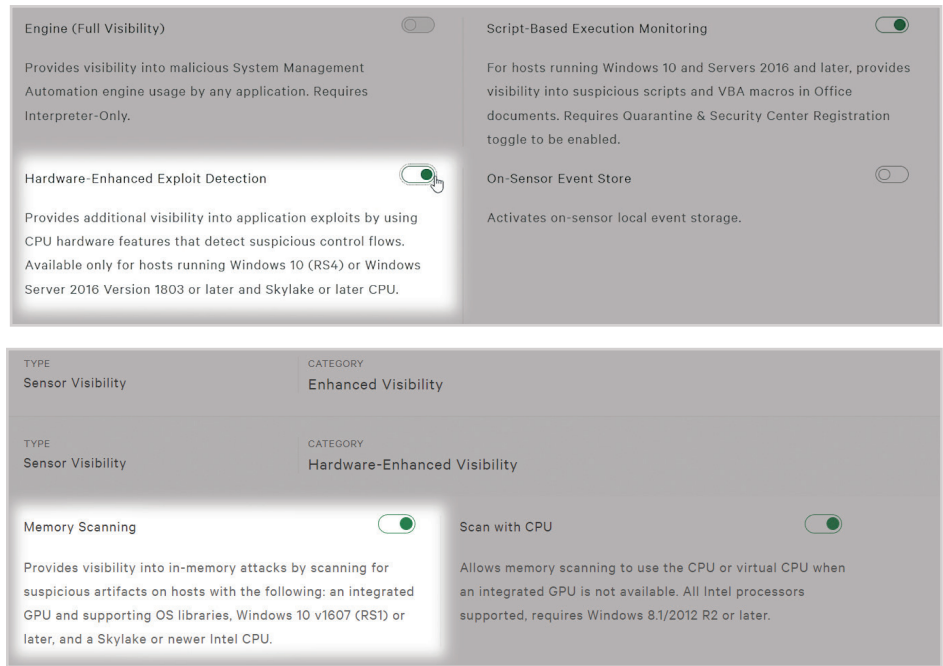 Engine (Full Visibility)
Provides visibility into malicious System Management
Automation engine usage by any application. Requires
Interpreter-Only.
Script-Based Execution Monitoring
For hosts running Windows 10 and Servers 2016 and later, provides
visibility into suspicious scripts and VBA macros in Office
documents. Requires Quarantine & Security Center Registration
toggle to be enabled.
Hardware-Enhanced Exploit Detection
Provides additional visibility into application exploits by using
CPU hardware features that detect suspicious control flows.
Available only for hosts running Windows 10 (RS4) or Windows
Server 2016 Version 1803 or later and Skylake or later CPU.
On-Sensor Event Store
Activates on-sensor local event storage.
TYPE
Sensor Visibility
CATEGORY
Enhanced Visibility
TYPE
Sensor Visibility
CATEGORY
Hardware-Enhanced Visibility
Memory Scanning
Provides visibility into in-memory attacks by scanning for
suspicious artifacts on hosts with the following: an integrated
GPU and supporting OS libraries, Windows 10 v1607 (RS1) or
later, and a Skylake or newer Intel CPU.
Scan with CPU
Allows memory scanning to use the CPU or virtual CPU when
an integrated GPU is not available. All Intel processors
supported, requires Windows 8.1/2012 R2 or later.